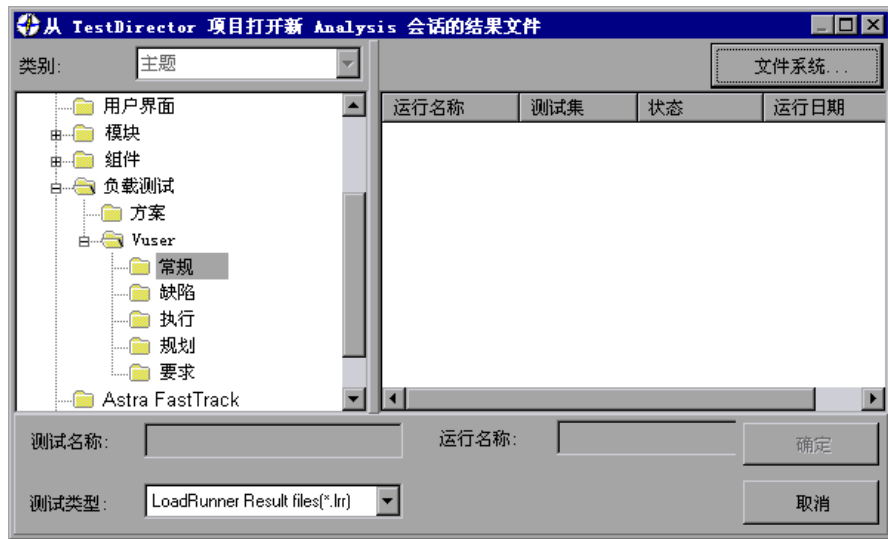 从 TestDirector 项目打开新 Analysis 会话的结果文件
类别: 主题
文件系统...
用户界面
模块
组件
负载测试
方案
Vuser
常规
缺陷
执行
规划
要求
Astra FastTrack
运行名称 测试集 状态 运行日期
测试名称: 运行名称: 确定
测试类型: LoadRunner Result files(*.lrr) 取消